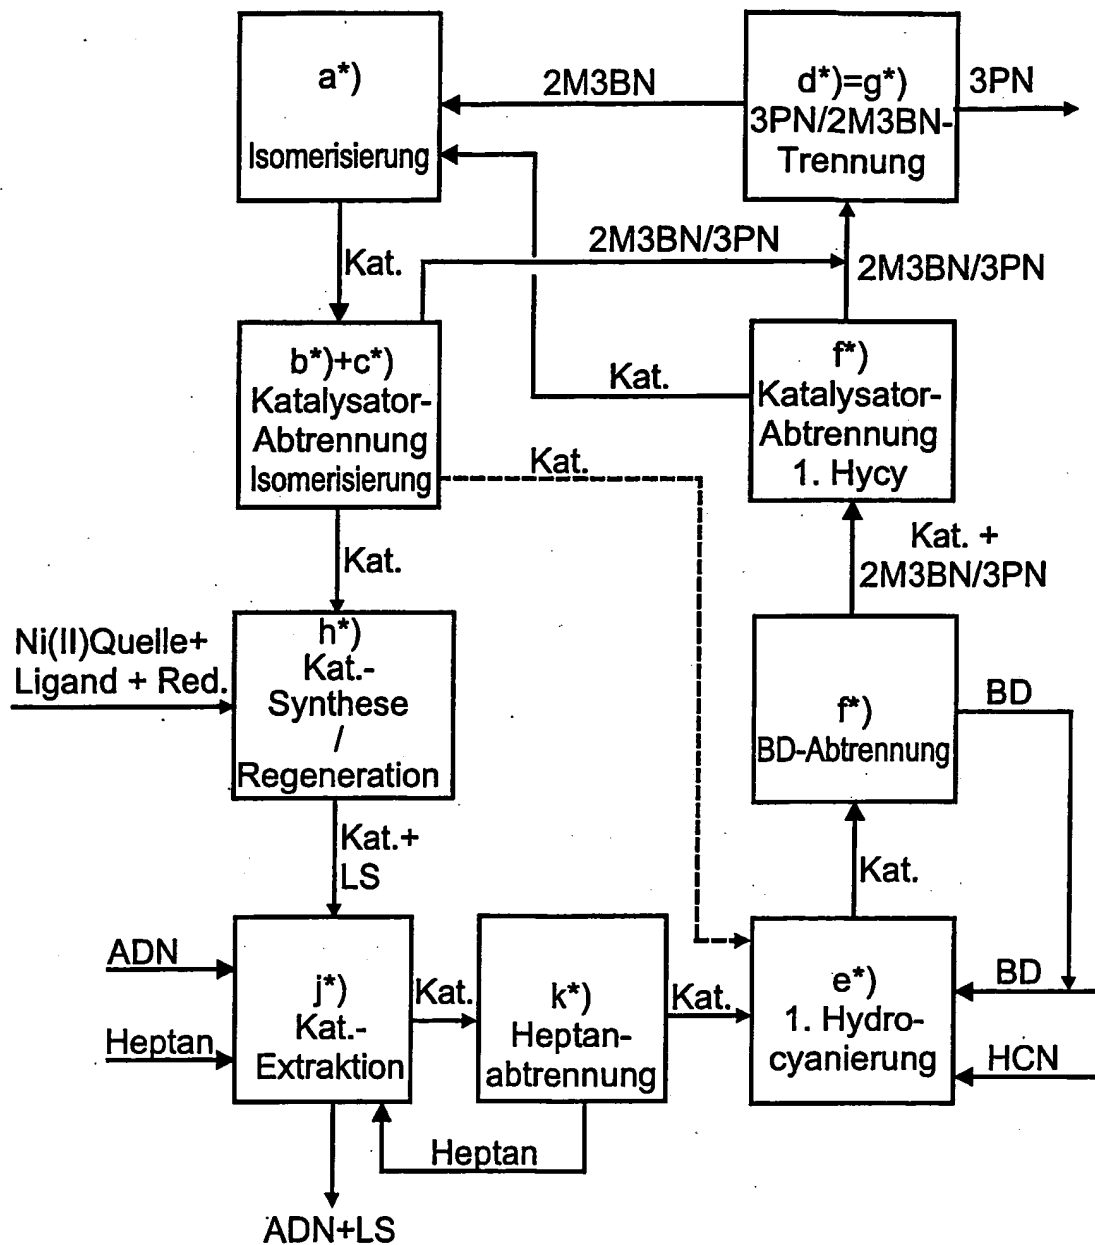 a*)
Isomerisierung
2M3BN
d*)=g*)
3PN/2M3BN-
Trennung
3PN
Kat.
2M3BN/3PN
2M3BN/3PN
b*)+c*)
Katalysator-
Abtrennung
Isomerisierung
Kat.
f*)
Katalysator-
Abtrennung
1. Hycy
Kat.
Kat.
Kat. +
2M3BN/3PN
Ni(II)Quelle+
Ligand + Red.
h*)
Kat.-
Synthese
/
Regeneration
f*)
BD-Abtrennung
BD
Kat.+
LS
Kat.
ADN
Heptan
j*)
Kat.-
Extraktion
Kat.
k*)
Heptan-
abtrennung
Kat.
e*)
1. Hydro-
cyanierung
BD
HCN
Heptan
ADN+LS